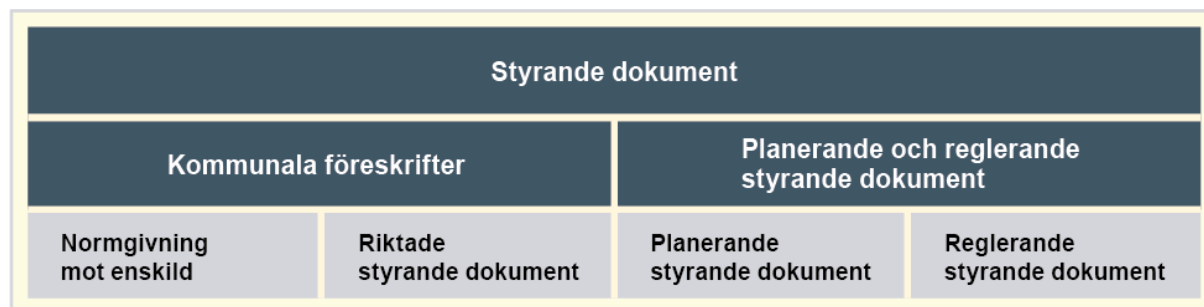 Styrande dokument
Kommunala föreskrifter
Planerande och reglerande
styrande dokument
Normgivning
mot enskild
Riktade
styrande dokument
Planerande
styrande dokument
Reglerande
styrande dokument